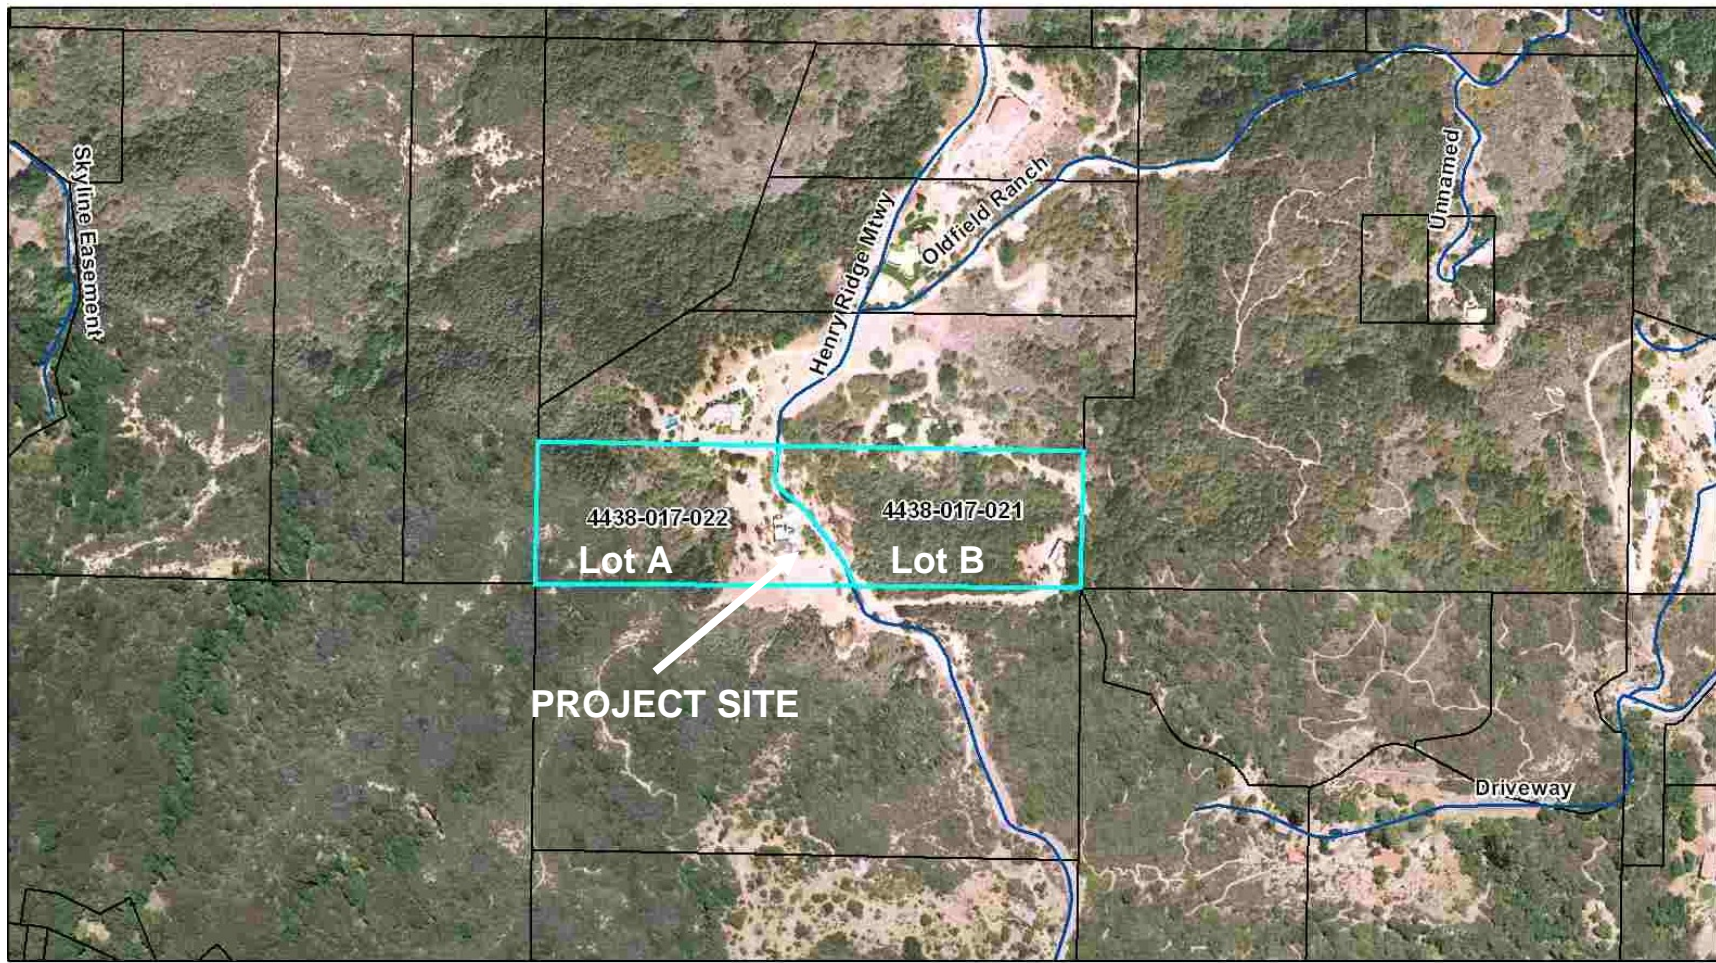 Skyline Easement
Henry Ridge Mtwy
Oldfield Ranch
Unnamed
4438-017-022
Lot A
4438-017-021
Lot B
PROJECT SITE
Driveway